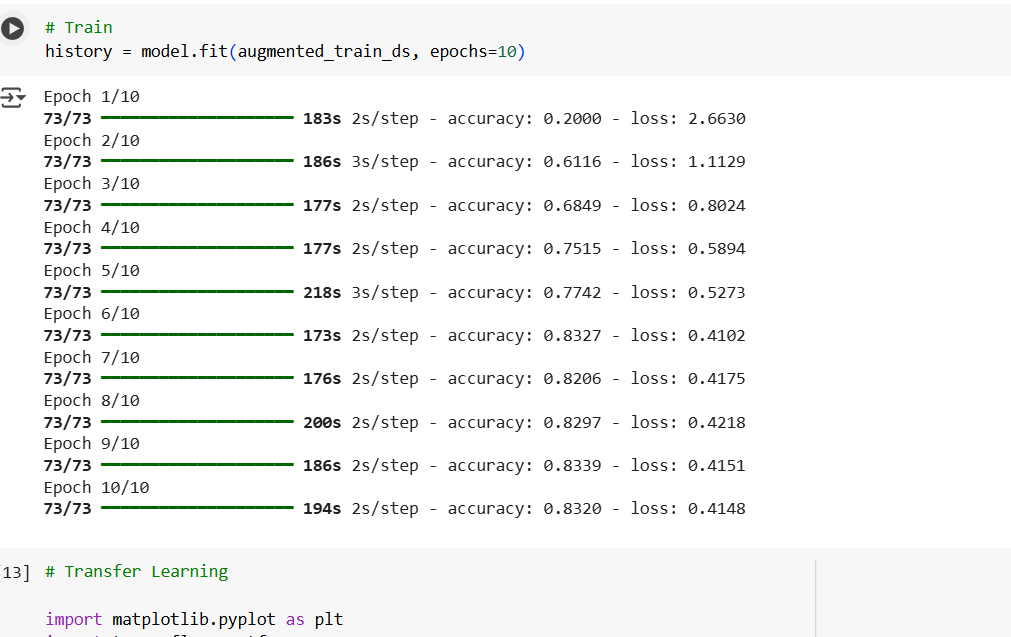 # Train
history = model.fit(augmented_train_ds, epochs=10)
Epoch 1/10
73/73 183s 2s/step - accuracy: 0.2000 - loss: 2.6630
Epoch 2/10
73/73 186s 3s/step - accuracy: 0.6116 - loss: 1.1129
Epoch 3/10
73/73 177s 2s/step - accuracy: 0.6849 - loss: 0.8024
Epoch 4/10
73/73 177s 2s/step - accuracy: 0.7515 - loss: 0.5894
Epoch 5/10
73/73 218s 3s/step - accuracy: 0.7742 - loss: 0.5273
Epoch 6/10
73/73 173s 2s/step - accuracy: 0.8327 - loss: 0.4102
Epoch 7/10
73/73 176s 2s/step - accuracy: 0.8206 - loss: 0.4175
Epoch 8/10
73/73 200s 2s/step - accuracy: 0.8297 - loss: 0.4218
Epoch 9/10
73/73 186s 2s/step - accuracy: 0.8339 - loss: 0.4151
Epoch 10/10
73/73 194s 2s/step - accuracy: 0.8320 - loss: 0.4148
13] # Transfer Learning
import matplotlib.pyplot as plt